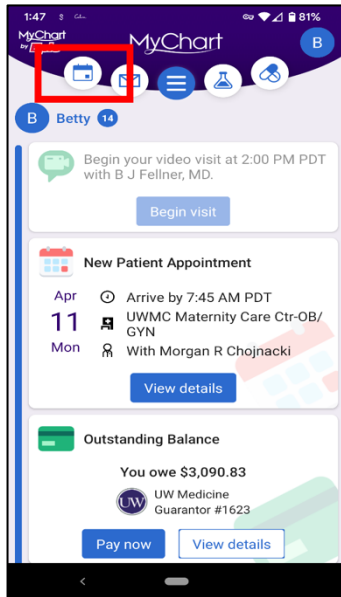 1:47
81%
MyChart
by
MyChart
B
B
Betty 14
Begin your video visit at 2:00 PM PDT
with B J Fellner, MD.
Begin visit
New Patient Appointment
Apr
11
Mon
Arrive by 7:45 AM PDT
UWMC Maternity Care Ctr-OB/
GYN
With Morgan R Chojnacki
View details
Outstanding Balance
You owe $3,090.83
W
UW Medicine
Guarantor #1623
Pay now
View details